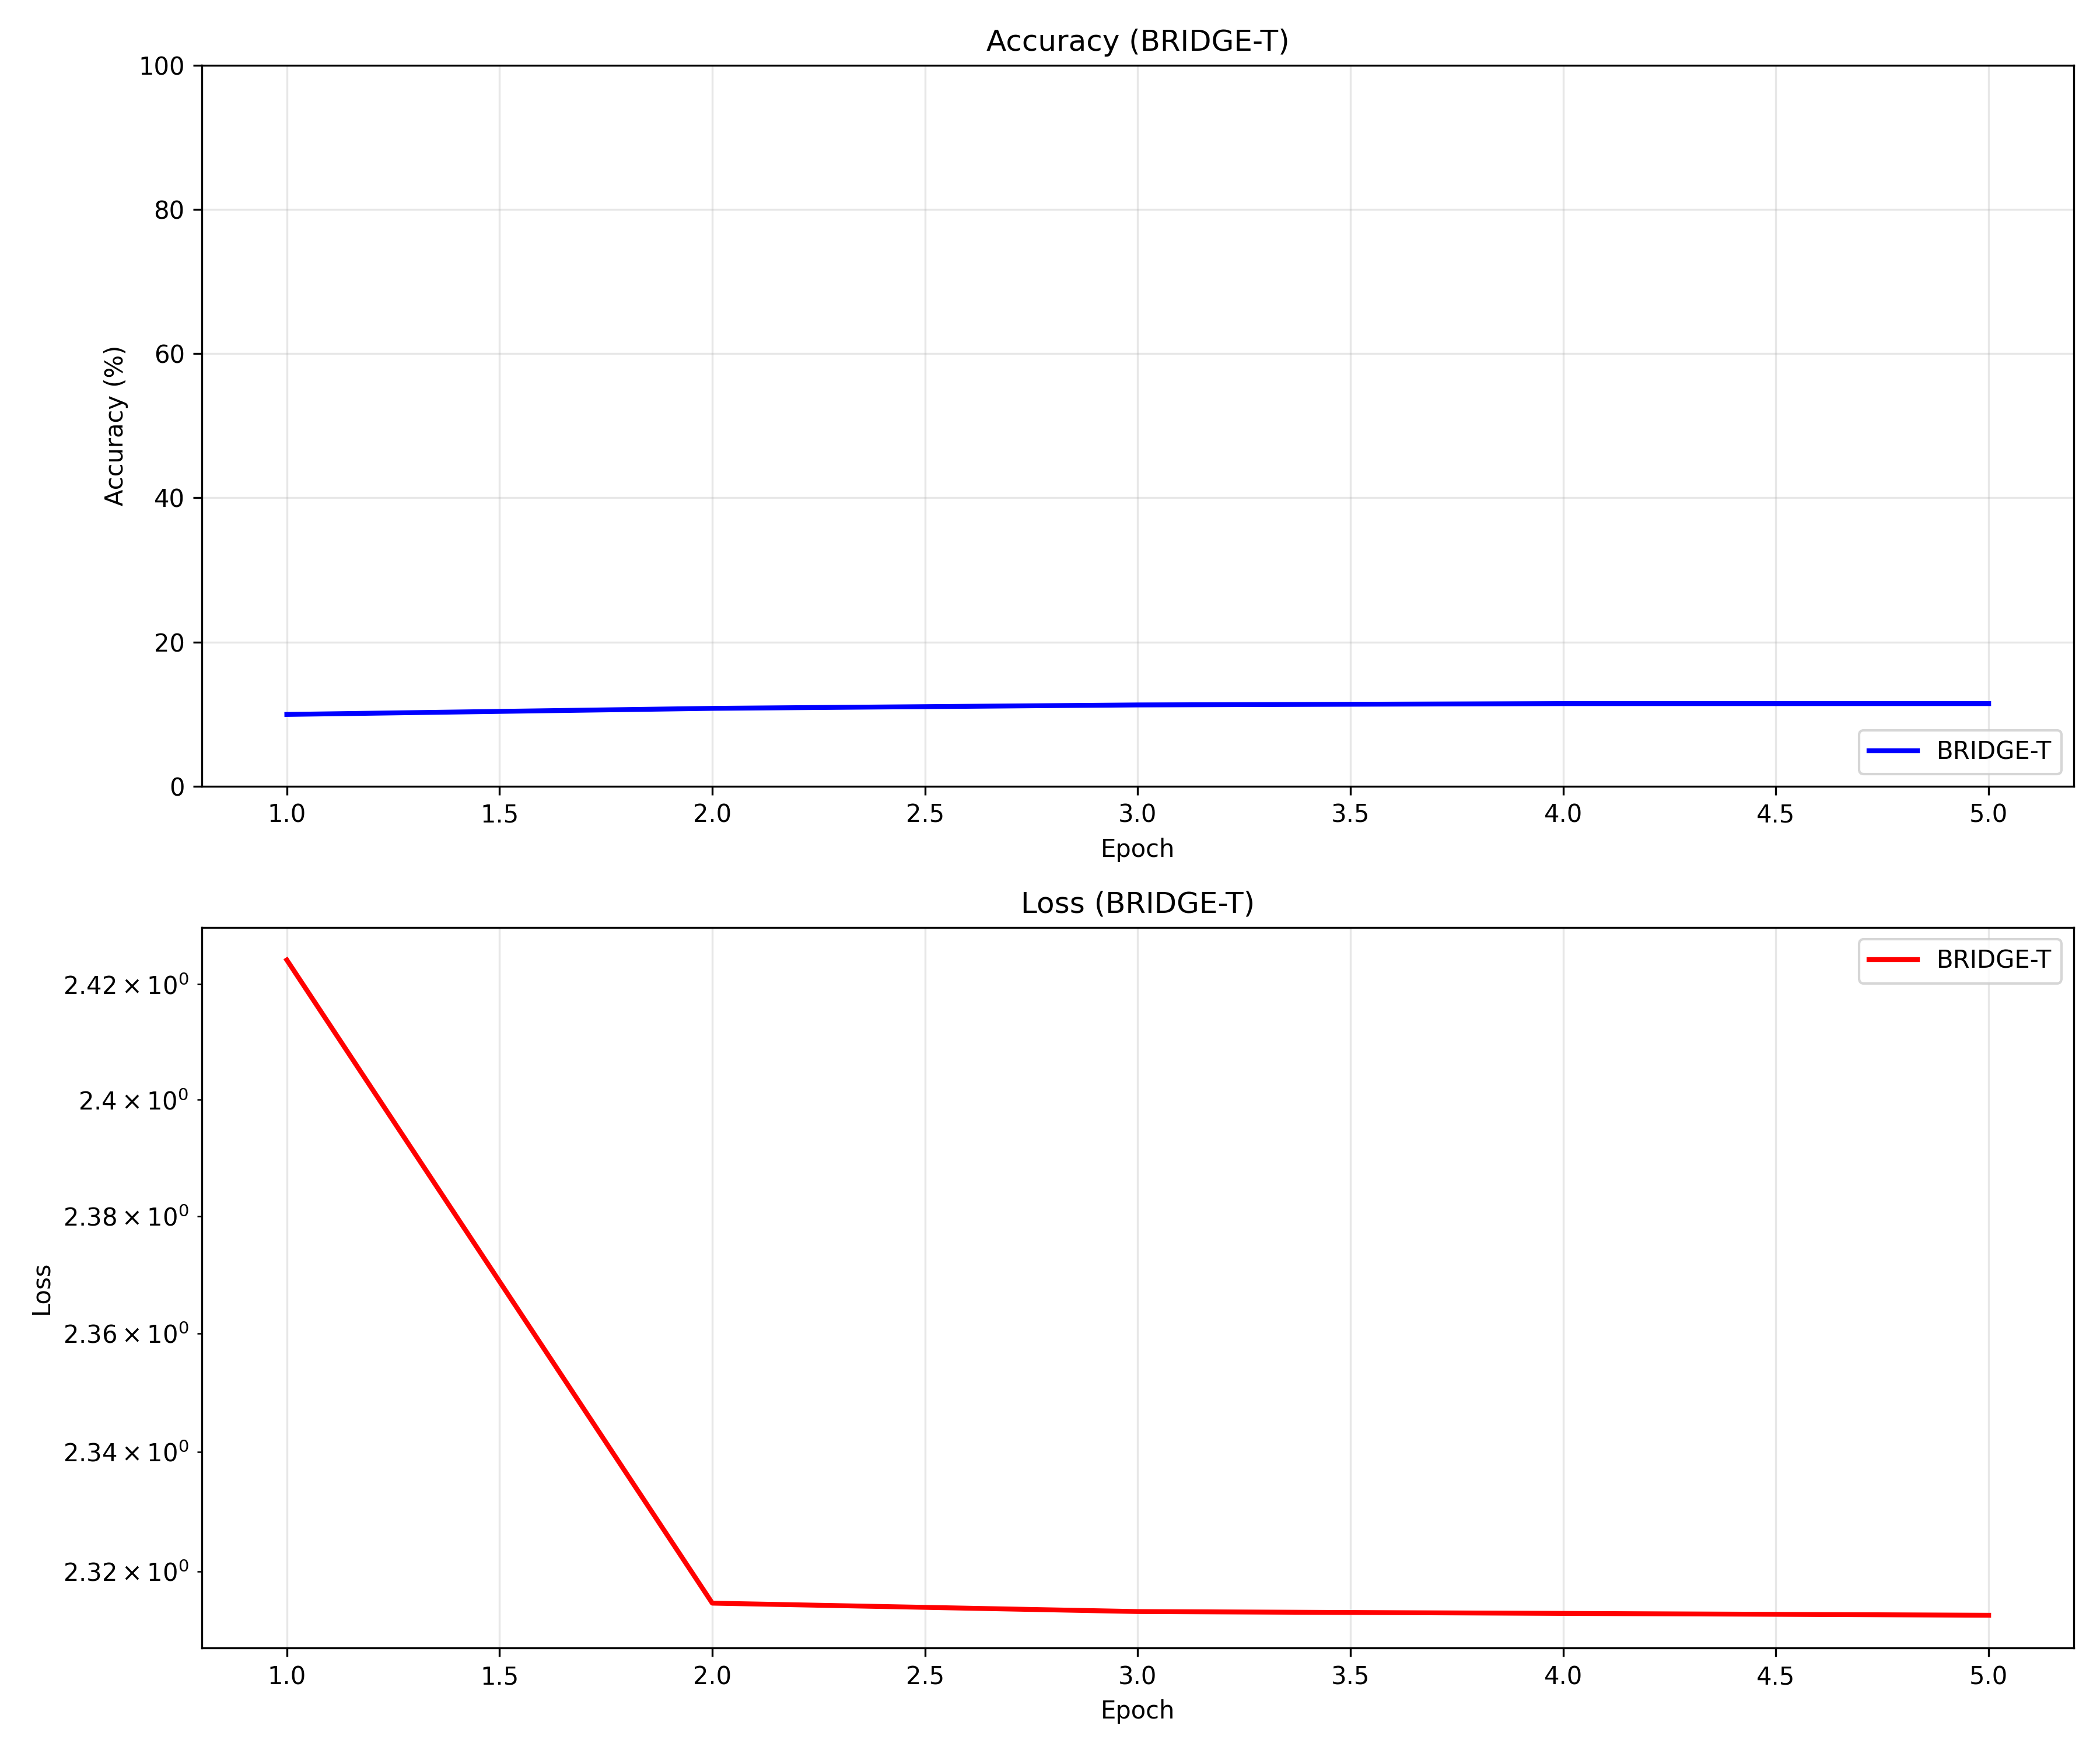 Accuracy (BRIDGE-T)
100
80
60
40
20
0
Accuracy (%)
BRIDGE-T
1.0 1.5 2.0 2.5 3.0 3.5 4.0 4.5 5.0
Epoch
Loss (BRIDGE-T)
BRIDGE-T
2.42 × 10⁰
2.4 × 10⁰
2.38 × 10⁰
2.36 × 10⁰
2.34 × 10⁰
2.32 × 10⁰
Loss
1.0 1.5 2.0 2.5 3.0 3.5 4.0 4.5 5.0
Epoch